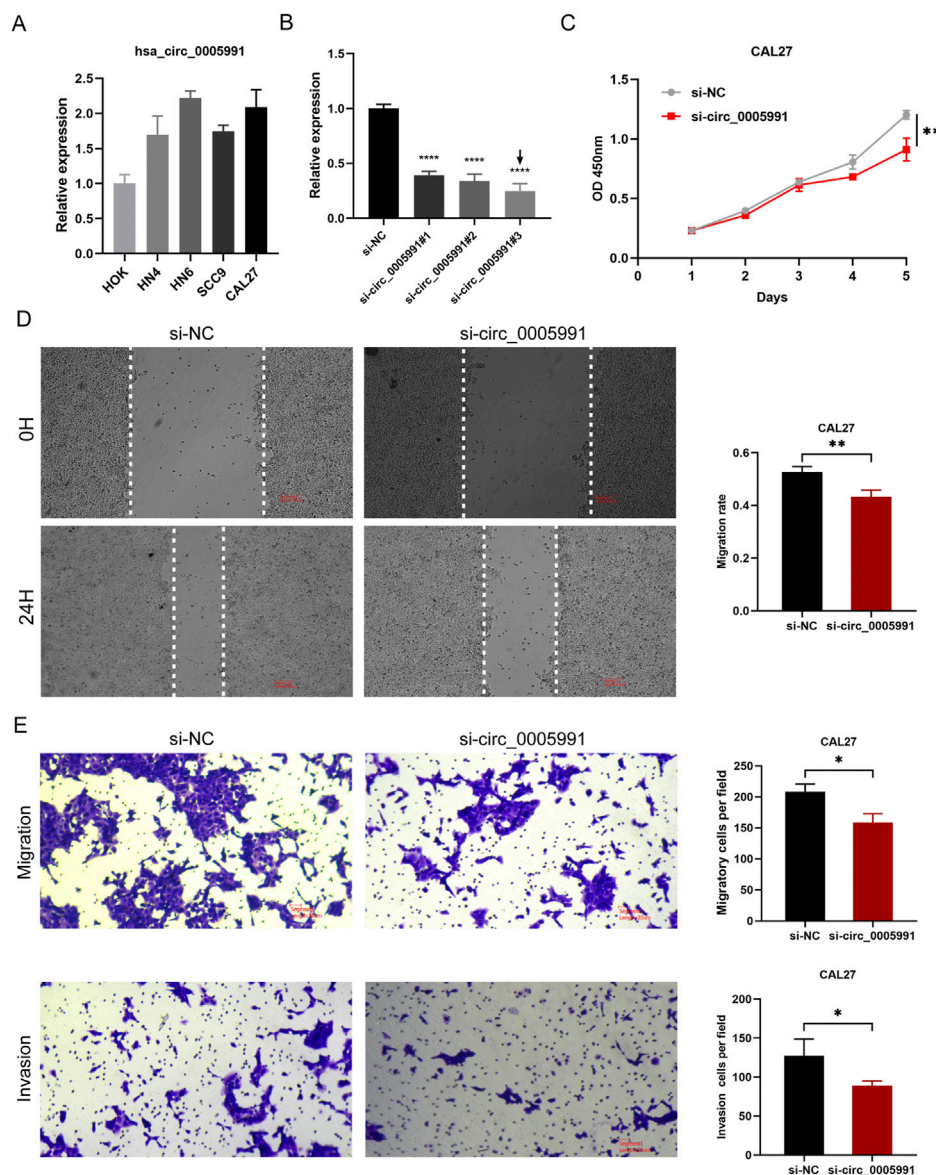 A
hsa_circ_0005991
Relative expression
2.5
2.0
1.5
1.0
0.5
0.0
HOK
HN4
HN6
SCC9
CAL27
B
Relative expression
1.5
1.0
0.5
0.0
****
****
****
si-NC
si-circ_0005991#1
si-circ_0005991#2
si-circ_0005991#3
C
CAL27
si-NC
si-circ_0005991
OD 450nm
1.5
1.0
0.5
0.0
**
0
1
2
3
4
5
Days
D
si-NC
si-circ_0005991
0H
24H
CAL27
**
Migration rate
0.6
0.4
0.2
0.0
si-NC
si-circ_0005991
E
si-NC
si-circ_0005991
Migration
CAL27
*
Migratory cells per field
250
200
150
100
50
0
si-NC
si-circ_0005991
Invasion
CAL27
*
Invasion cells per field
200
150
100
50
0
si-NC
si-circ_0005991